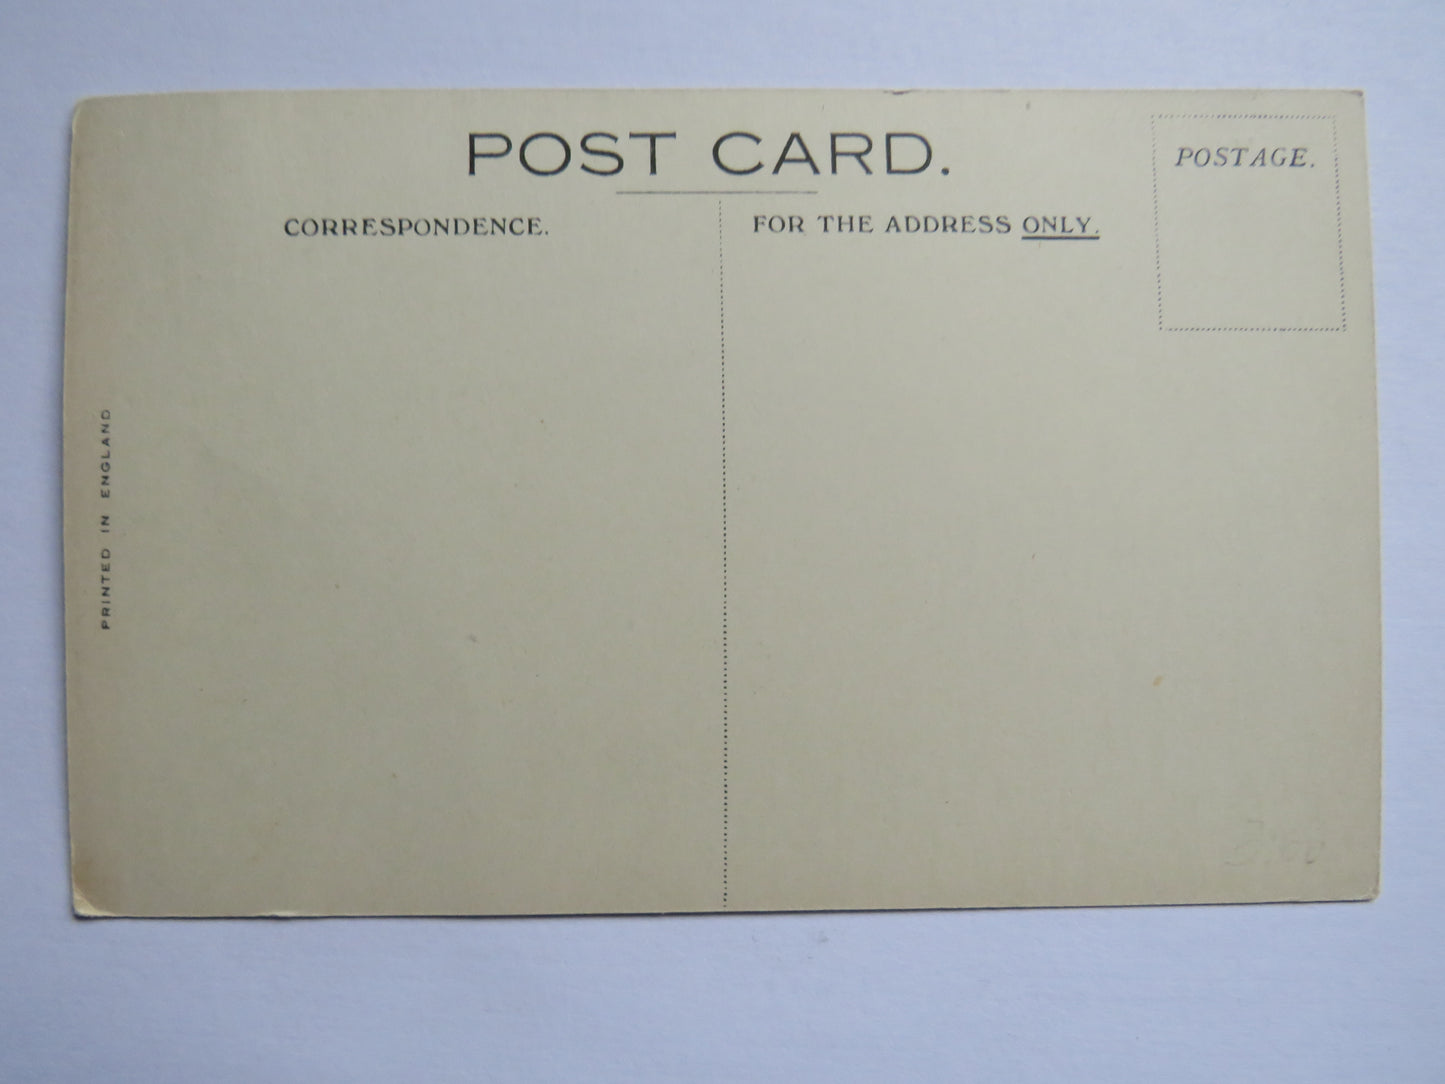 POST CARD.
POSTAGE.
CORRESPONDENCE.
FOR THE ADDRESS ONLY.
PRINTED IN ENGLAND